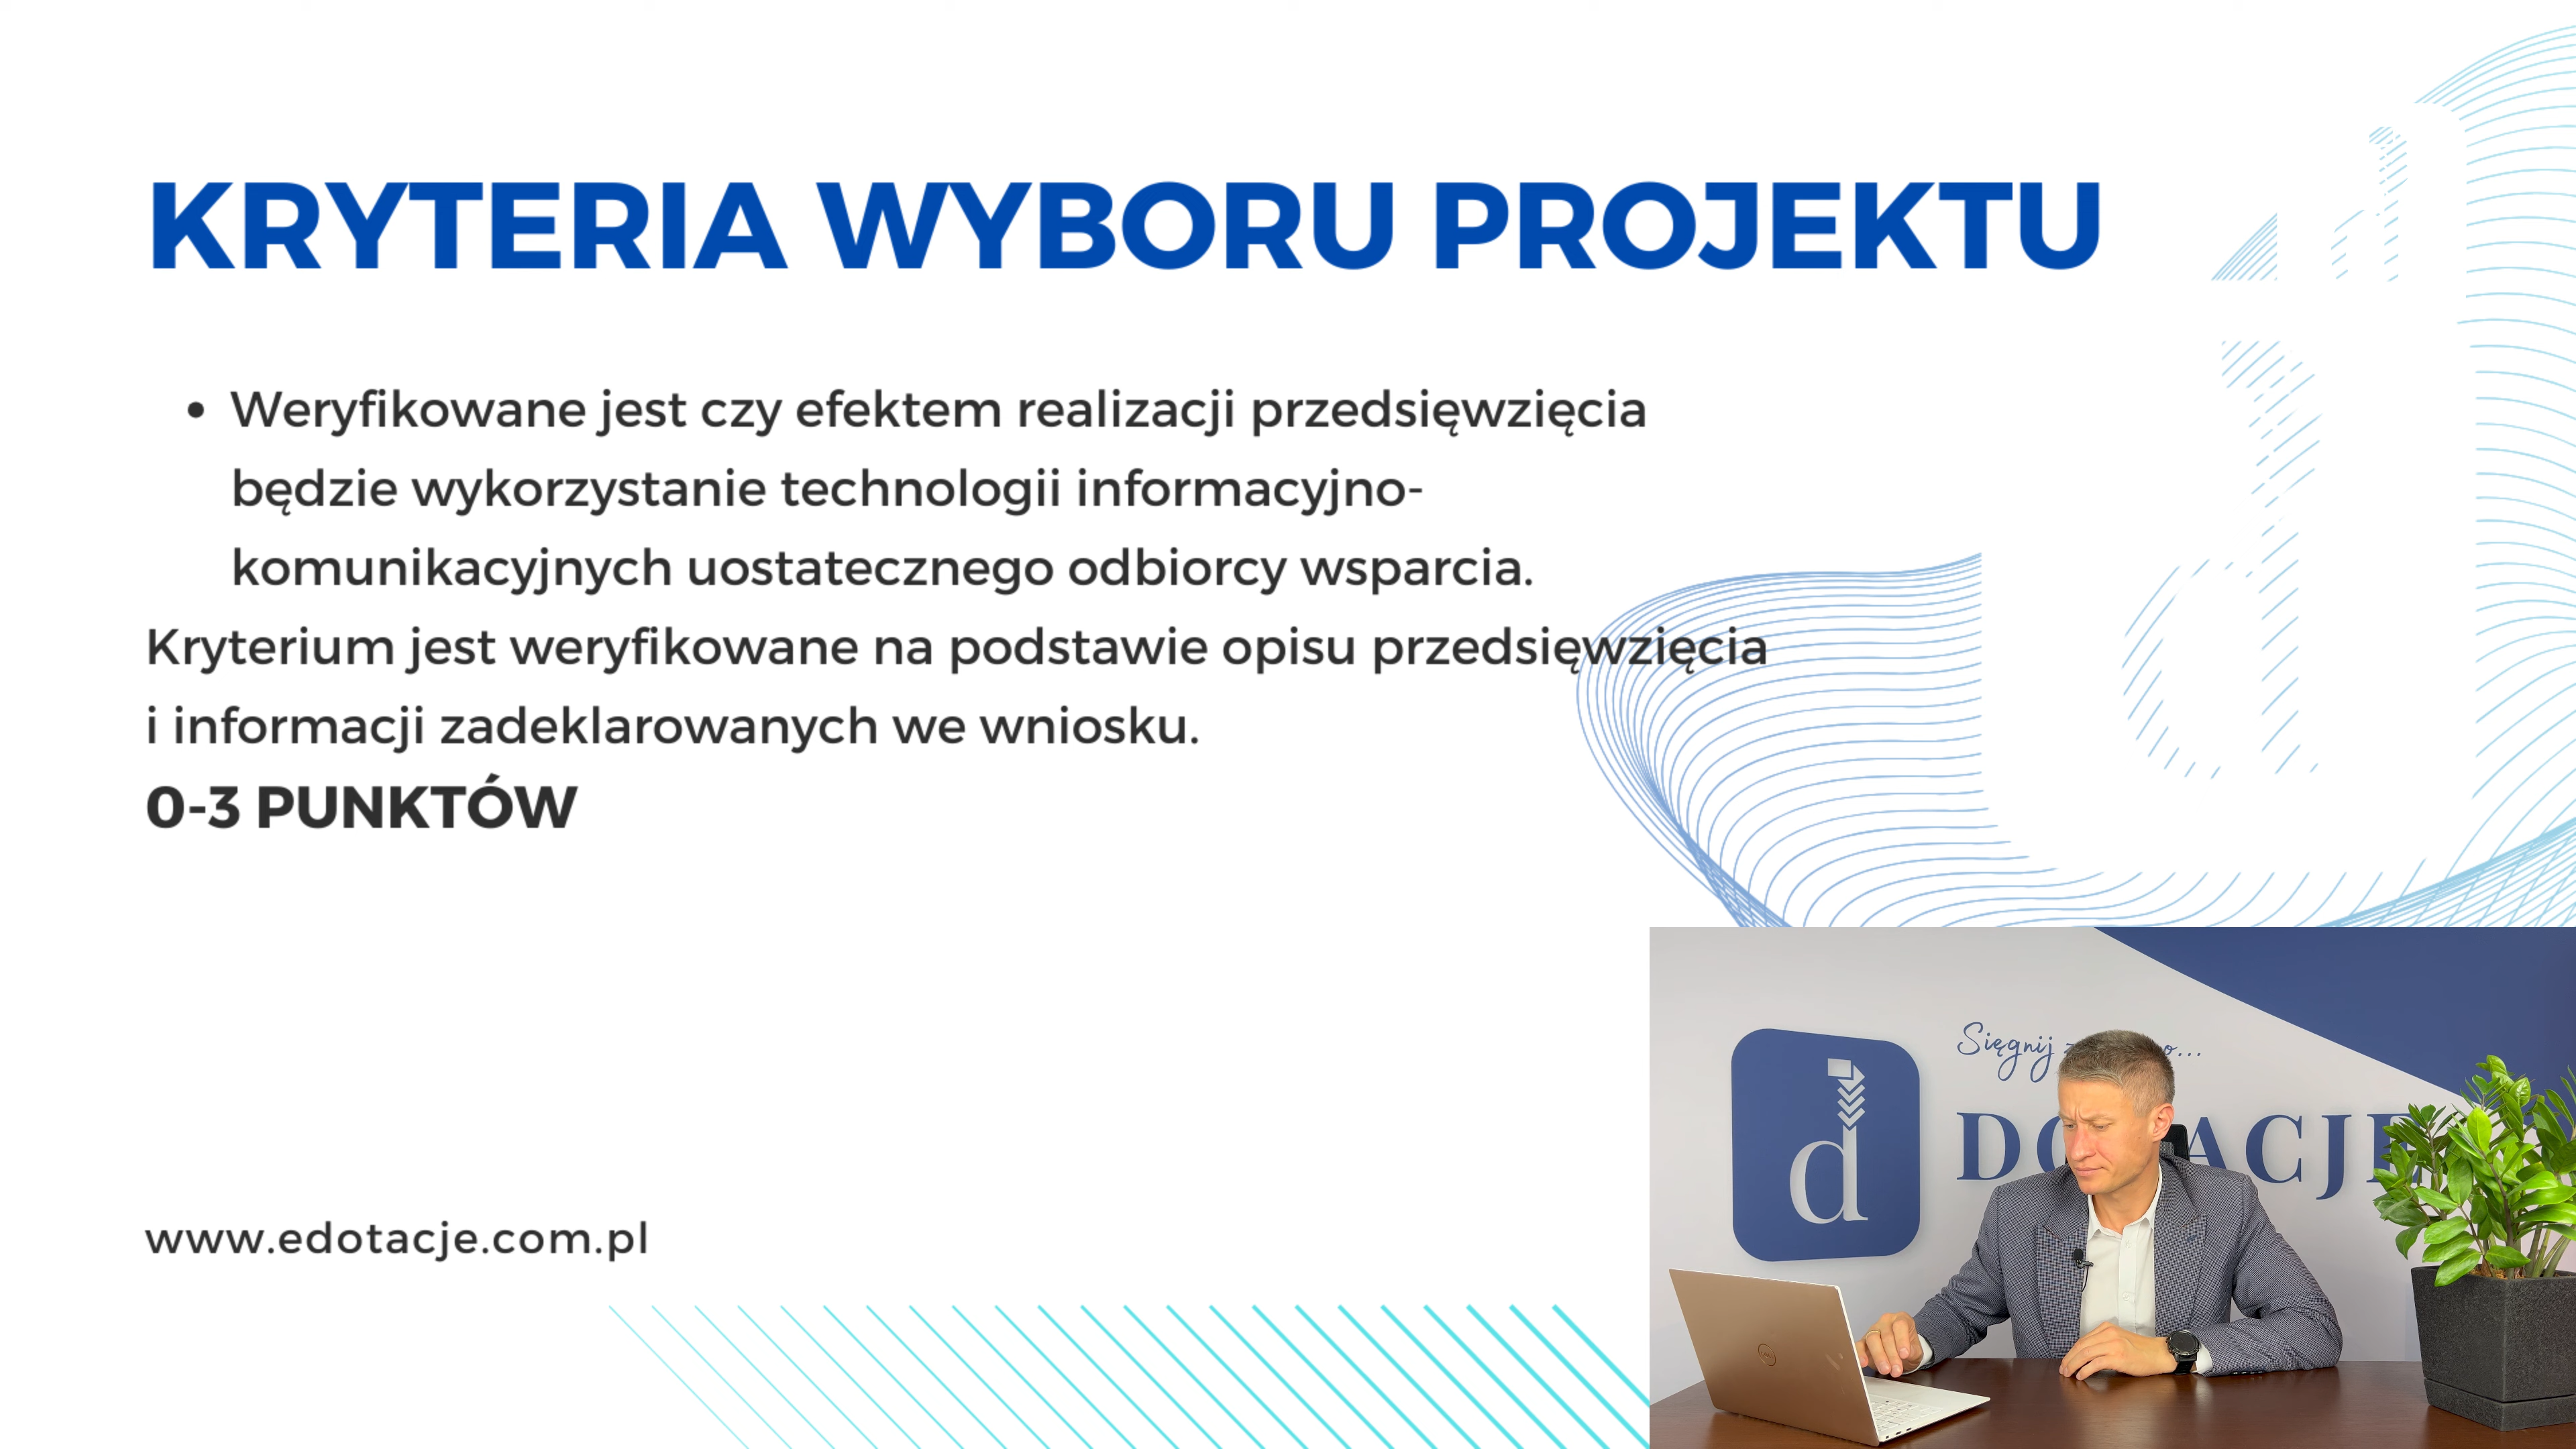 KRYTERIA WYBORU PROJEKTU
• Weryfikowane jest czy efektem realizacji przedsięwzięcia
będzie wykorzystanie technologii informacyjno-
komunikacyjnych uostatecznego odbiorcy wsparcia.
Kryterium jest weryfikowane na podstawie opisu przedsięwzięcia
i informacji zadeklarowanych we wniosku.
0-3 PUNKTÓW
www.edotacje.com.pl
Sięgnij
d